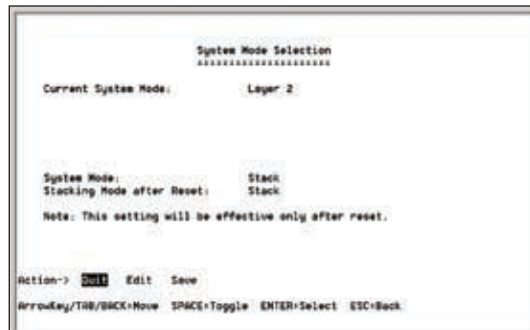 System Mode Selection
Current System Mode: Layer 2
System Mode: Stack
Stacking Mode after Reset: Stack
Note: This setting will be effective only after reset.
Action-> Quit Edit Save
ArrowKey/TAB/BACK=Move SPACE=Toggle ENTER=Select ESC=Back